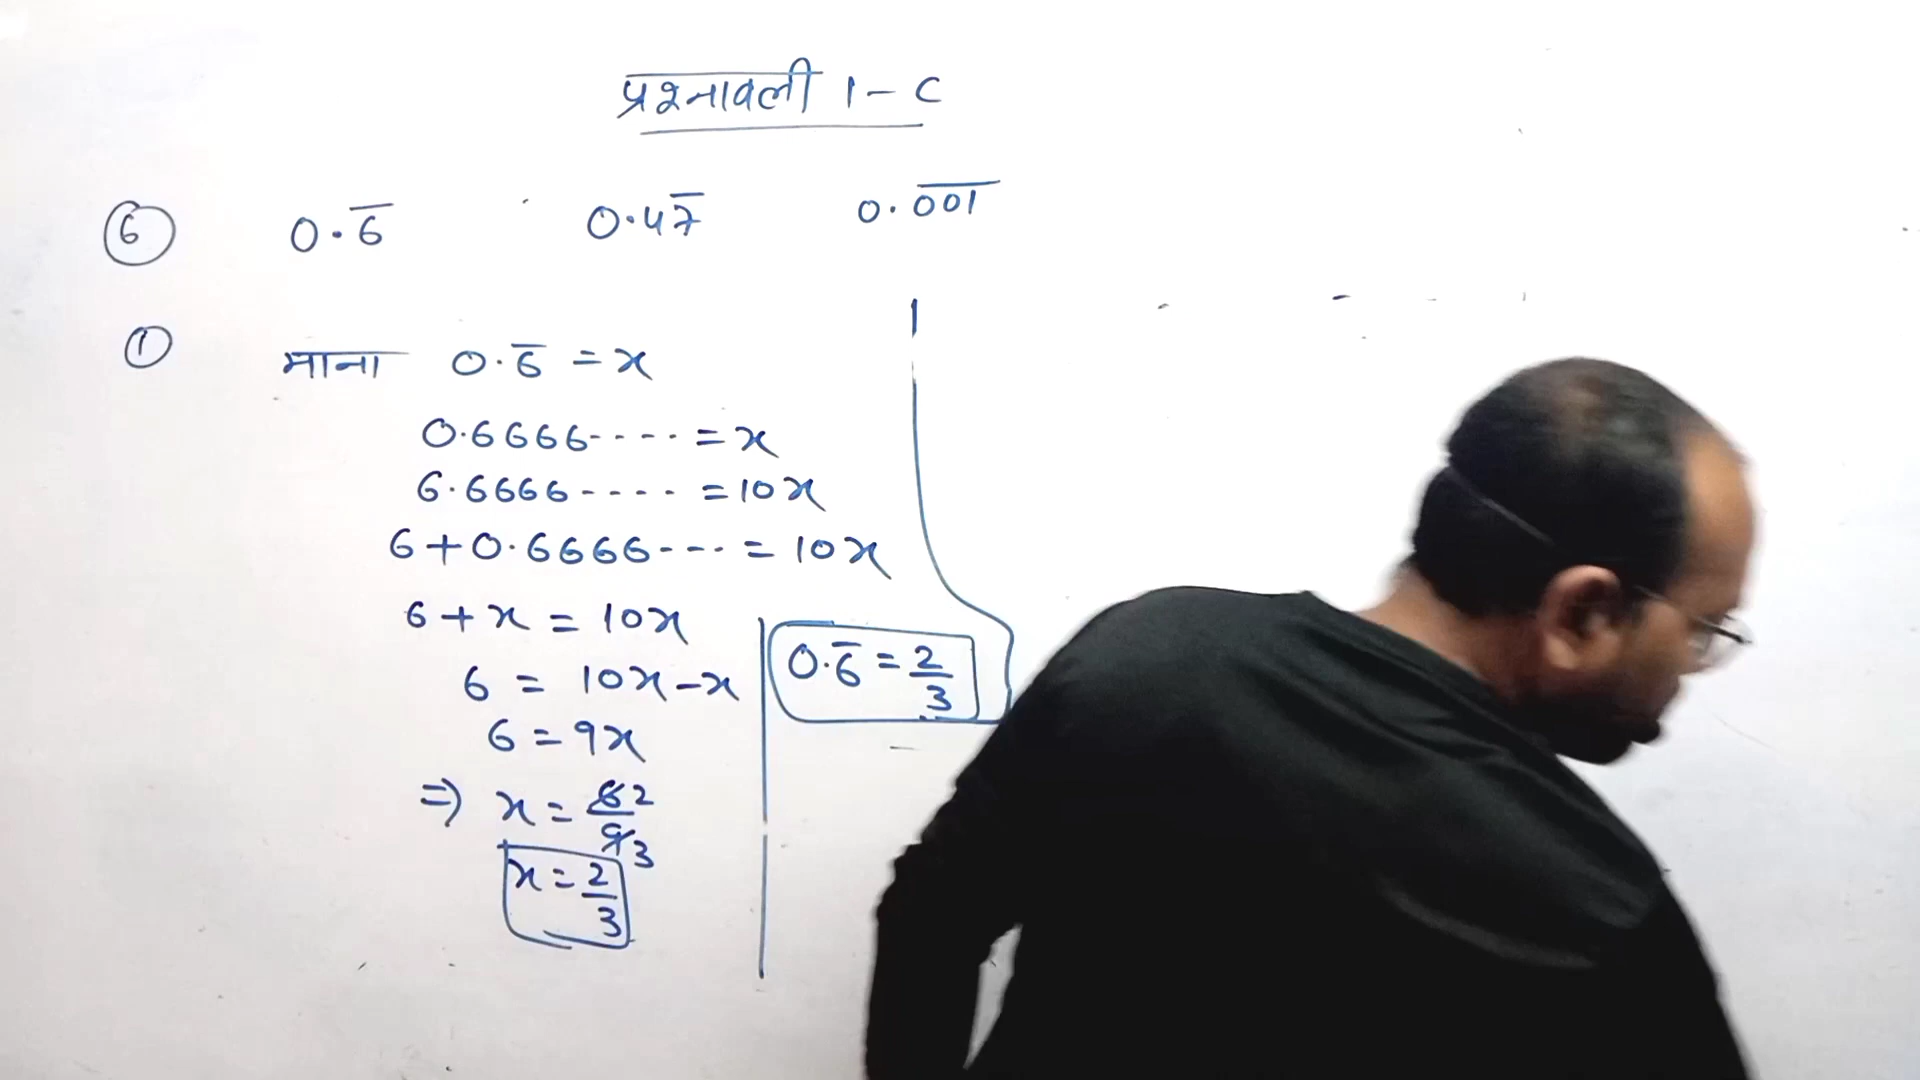 प्रश्नावली 1-C
⑥ 0.6̅ 0.47̅ 0.0̅0̅1̅
① माना 0.6̅ = x
0.6666---- = x
6.6666---- = 10x
6+0.6666--- = 10x
6+x = 10x
6 = 10x-x
6 = 9x
⇒ x = 6 2 / 9 3
x = 2/3
0.6̅ = 2/3